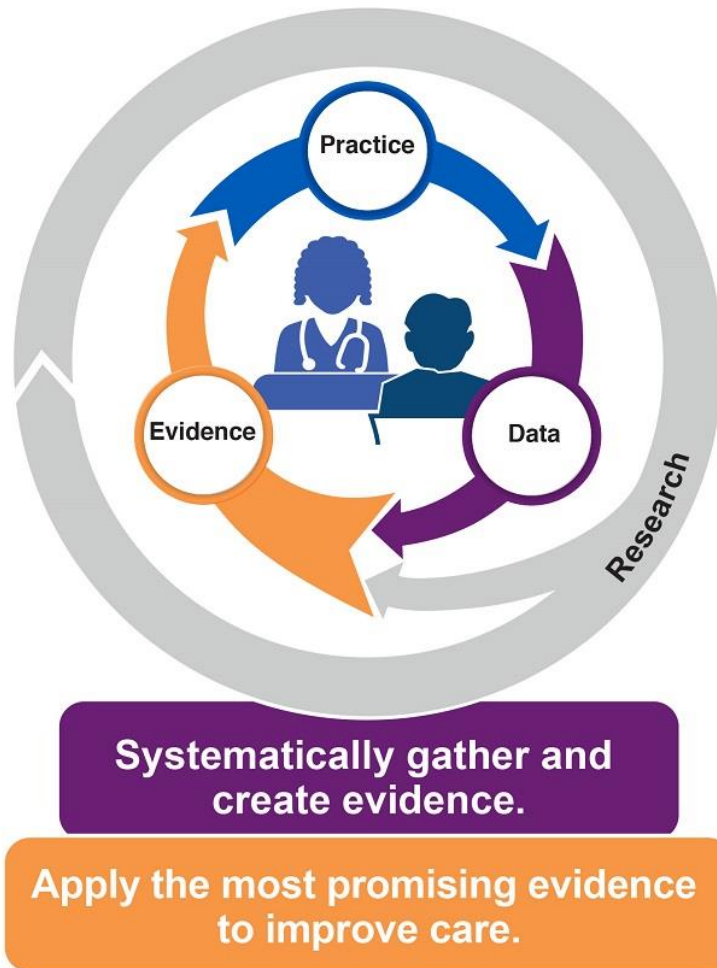 Practice
Evidence
Data
Research
Systematically gather and
create evidence.
Apply the most promising evidence
to improve care.